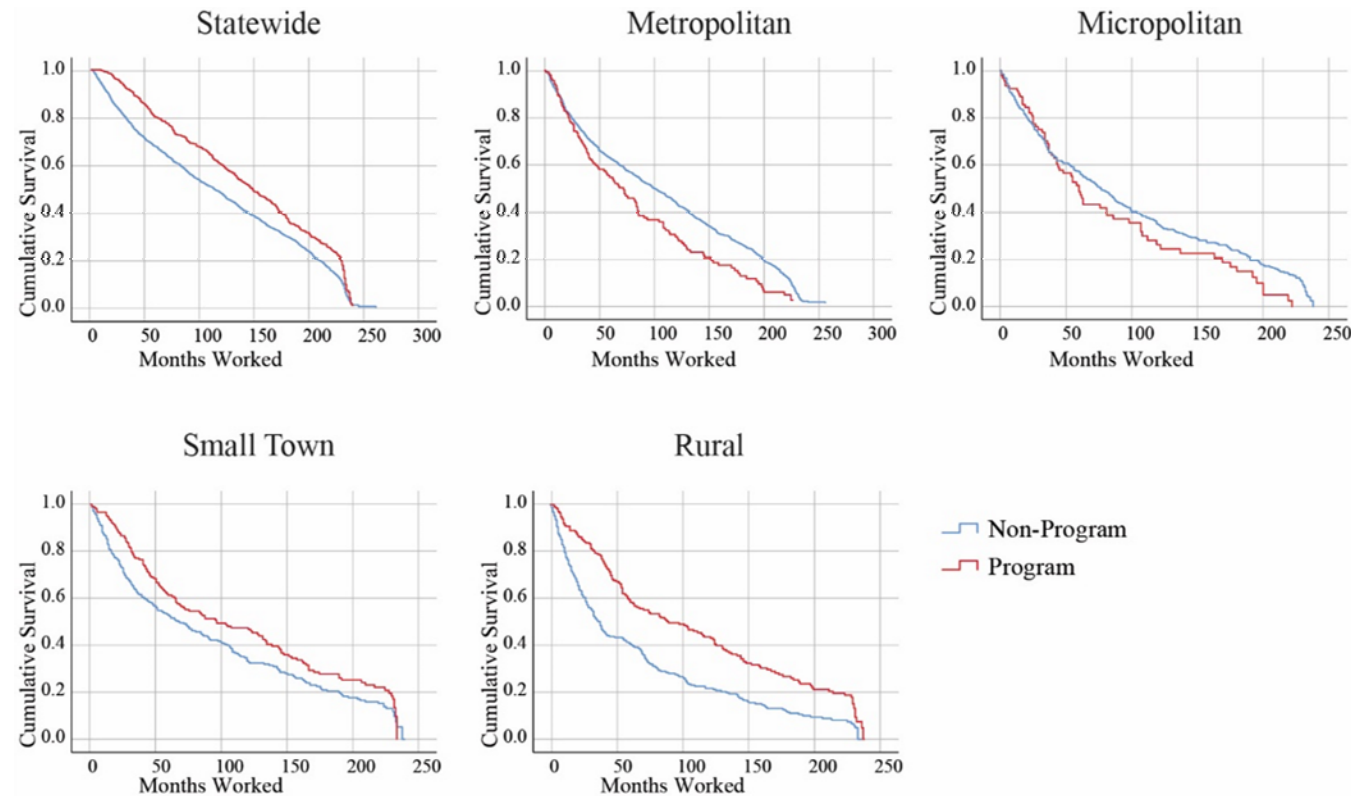 Statewide
Metropolitan
Micropolitan
Cumulative Survival
1.0
0.8
0.6
0.4
0.2
0.0
0 50 100 150 200 250 300
Months Worked
Cumulative Survival
1.0
0.8
0.6
0.4
0.2
0.0
0 50 100 150 200 250 300
Months Worked
Cumulative Survival
1.0
0.8
0.6
0.4
0.2
0.0
0 50 100 150 200 250
Months Worked
Small Town
Rural
Cumulative Survival
1.0
0.8
0.6
0.4
0.2
0.0
0 50 100 150 200 250
Months Worked
Cumulative Survival
1.0
0.8
0.6
0.4
0.2
0.0
0 50 100 150 200 250
Months Worked
Non-Program
Program